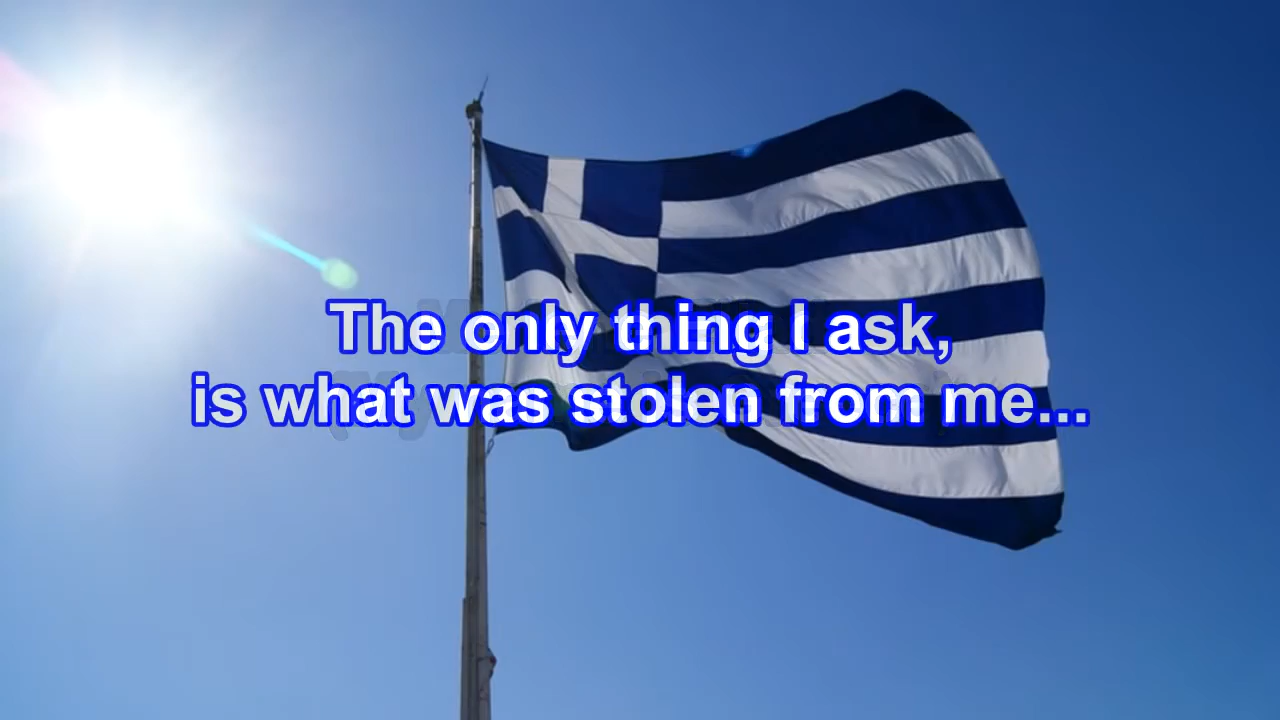 The only thing I ask,
is what was stolen from me...